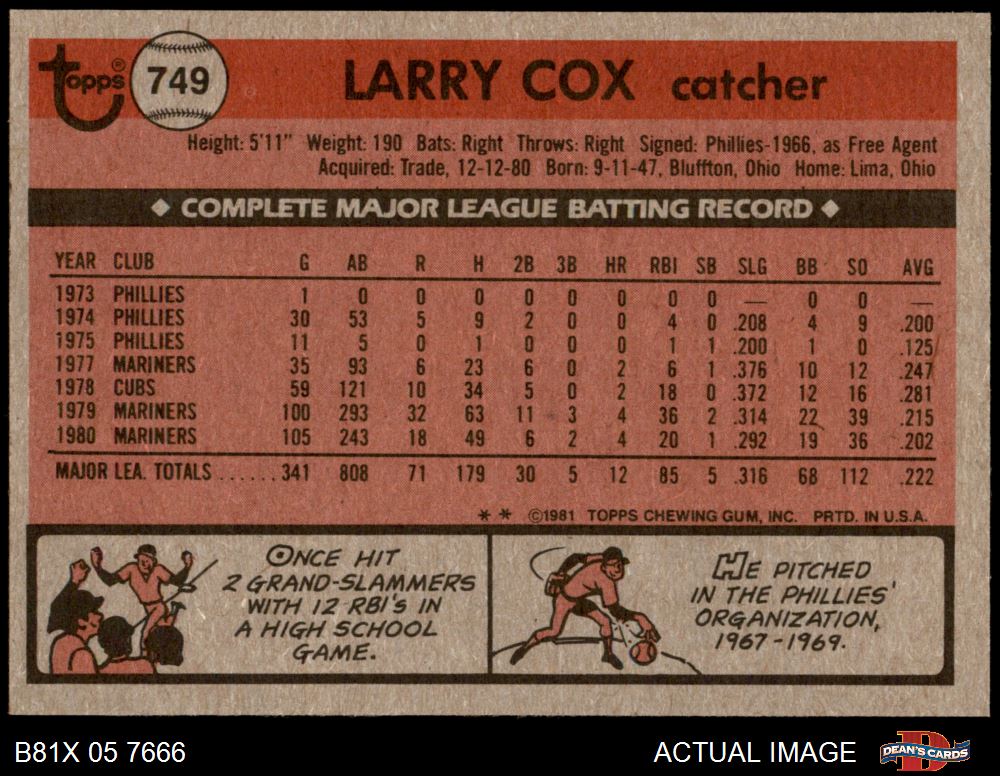 Topps® 749 LARRY COX catcher
Height: 5'11" Weight: 190 Bats: Right Throws: Right Signed: Phillies-1966, as Free Agent
Acquired: Trade, 12-12-80 Born: 9-11-47, Bluffton, Ohio Home: Lima, Ohio
◆ COMPLETE MAJOR LEAGUE BATTING RECORD ◆
YEAR CLUB G AB R H 2B 3B HR RBI SB SLG BB SO AVG
1973 PHILLIES 1 0 0 0 0 0 0 0 0 — 0 0 —
1974 PHILLIES 30 53 5 9 2 0 0 4 0 .208 4 9 .200
1975 PHILLIES 11 5 0 1 0 0 0 1 1 .200 1 0 .125
1977 MARINERS 35 93 6 23 6 0 2 6 1 .376 10 12 .247
1978 CUBS 59 121 10 34 5 0 2 18 0 .372 12 16 .281
1979 MARINERS 100 293 32 63 11 3 4 36 2 .314 22 39 .215
1980 MARINERS 105 243 18 49 6 2 4 20 1 .292 19 36 .202
MAJOR LEA. TOTALS ...... 341 808 71 179 30 5 12 85 5 .316 68 112 .222
* * ©1981 TOPPS CHEWING GUM, INC. PRTD. IN U.S.A.
ONCE HIT
2 GRAND-SLAMMERS
WITH 12 RBI'S IN
A HIGH SCHOOL
GAME.
HE PITCHED
IN THE PHILLIES'
ORGANIZATION,
1967-1969.
B81X 05 7666 ACTUAL IMAGE DEAN'S CARDS